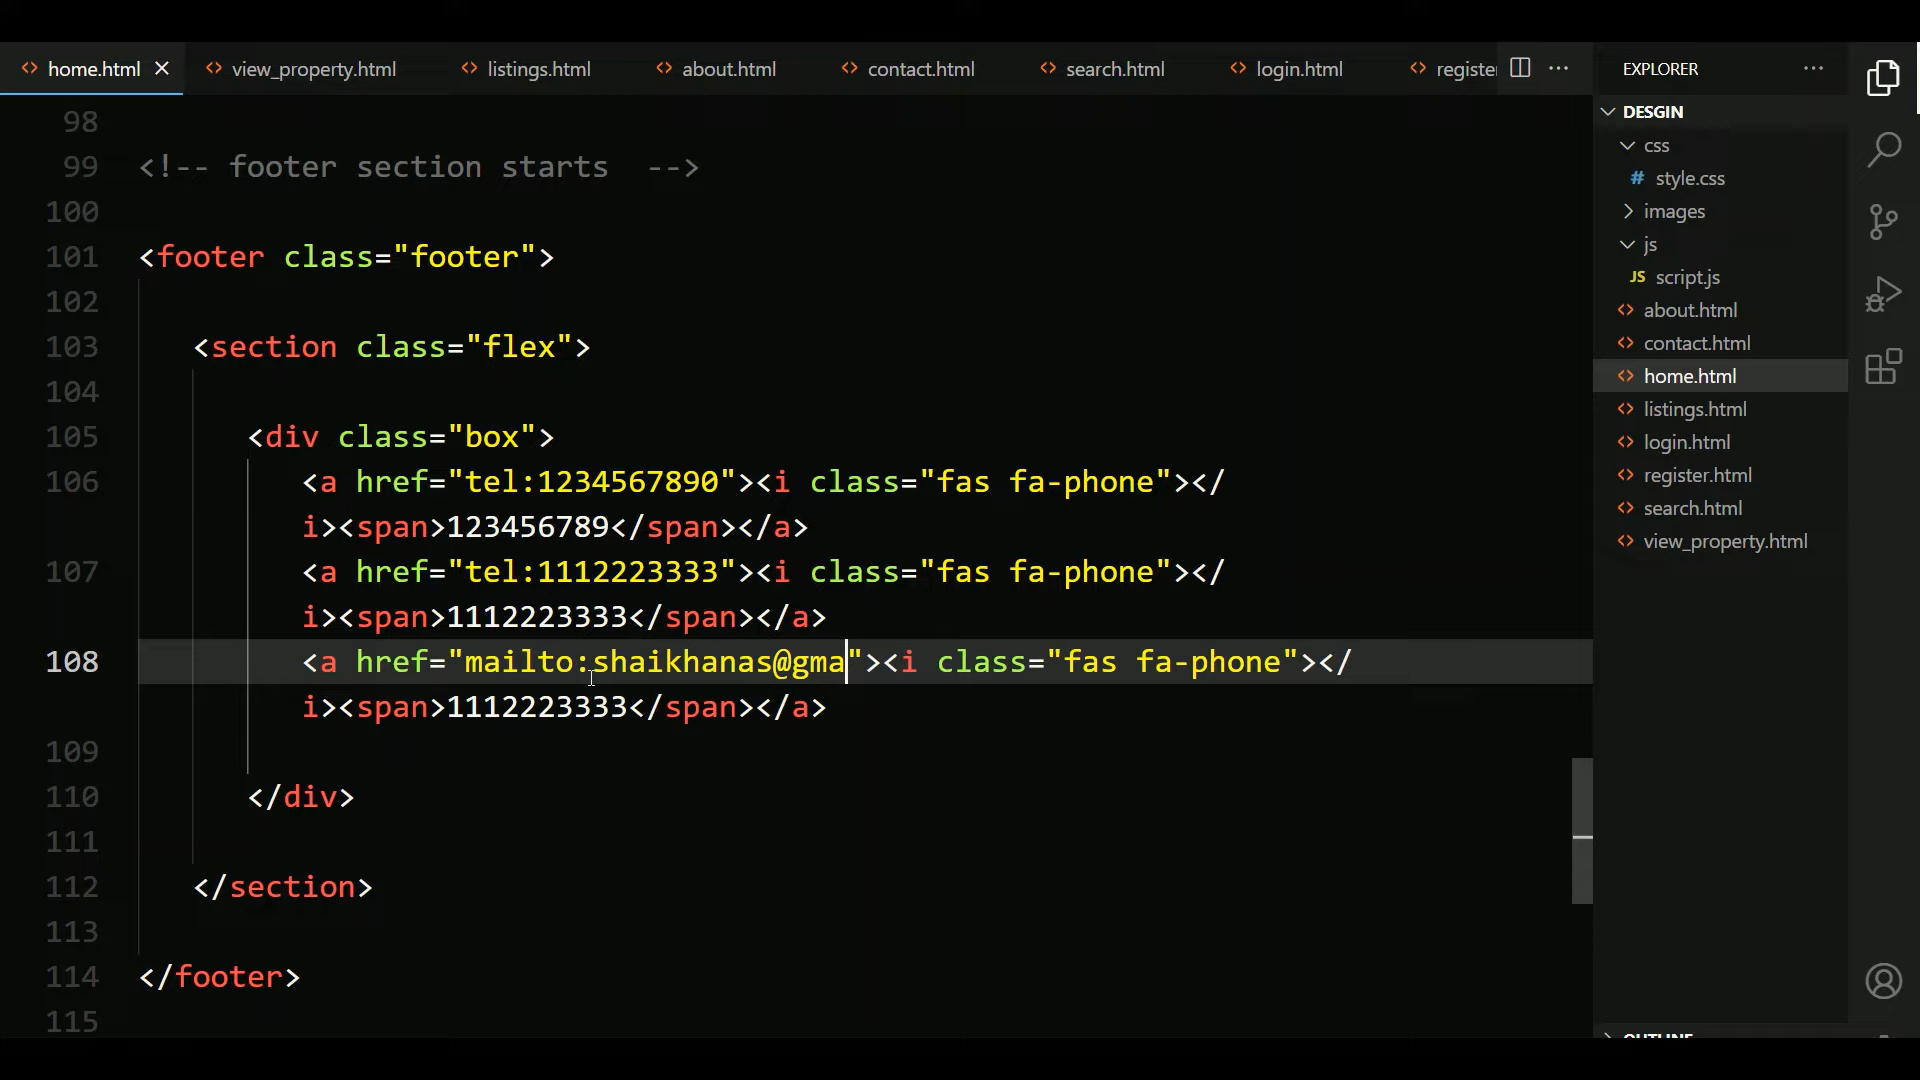 home.html view_property.html listings.html about.html contact.html search.html login.html registe
98
99 <!-- footer section starts  -->
100
101 <footer class="footer">
102
103 <section class="flex">
104
105 <div class="box">
106 <a href="tel:1234567890"><i class="fas fa-phone"></
i><span>123456789</span></a>
107 <a href="tel:1112223333"><i class="fas fa-phone"></
i><span>1112223333</span></a>
108 <a href="mailto:shaikhanas@gma"><i class="fas fa-phone"></
i><span>1112223333</span></a>
109
110 </div>
111
112 </section>
113
114 </footer>
115
EXPLORER
DESGIN
css
# style.css
images
js
JS script.js
about.html
contact.html
home.html
listings.html
login.html
register.html
search.html
view_property.html
OUTLINE